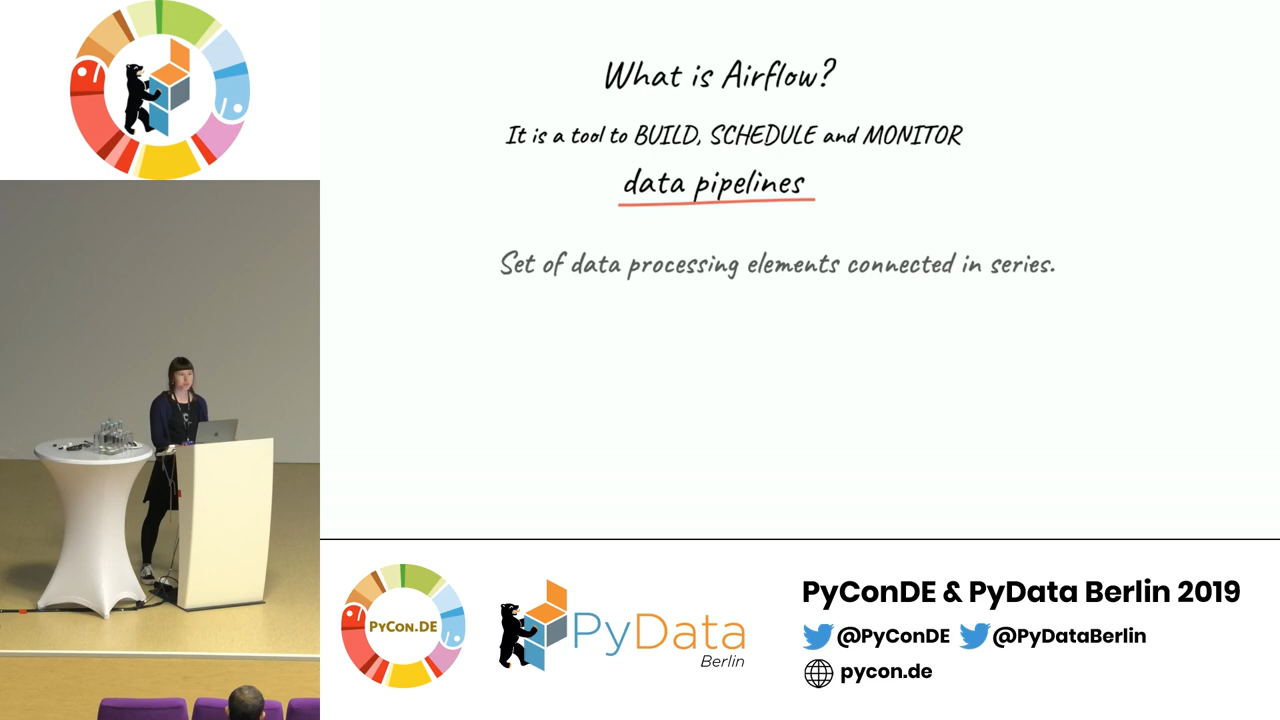 What is Airflow?
It is a tool to BUILD, SCHEDULE and MONITOR
data pipelines
Set of data processing elements connected in series.
PyCon.DE
PyData
Berlin
PyConDE & PyData Berlin 2019
@PyConDE @PyDataBerlin
pycon.de